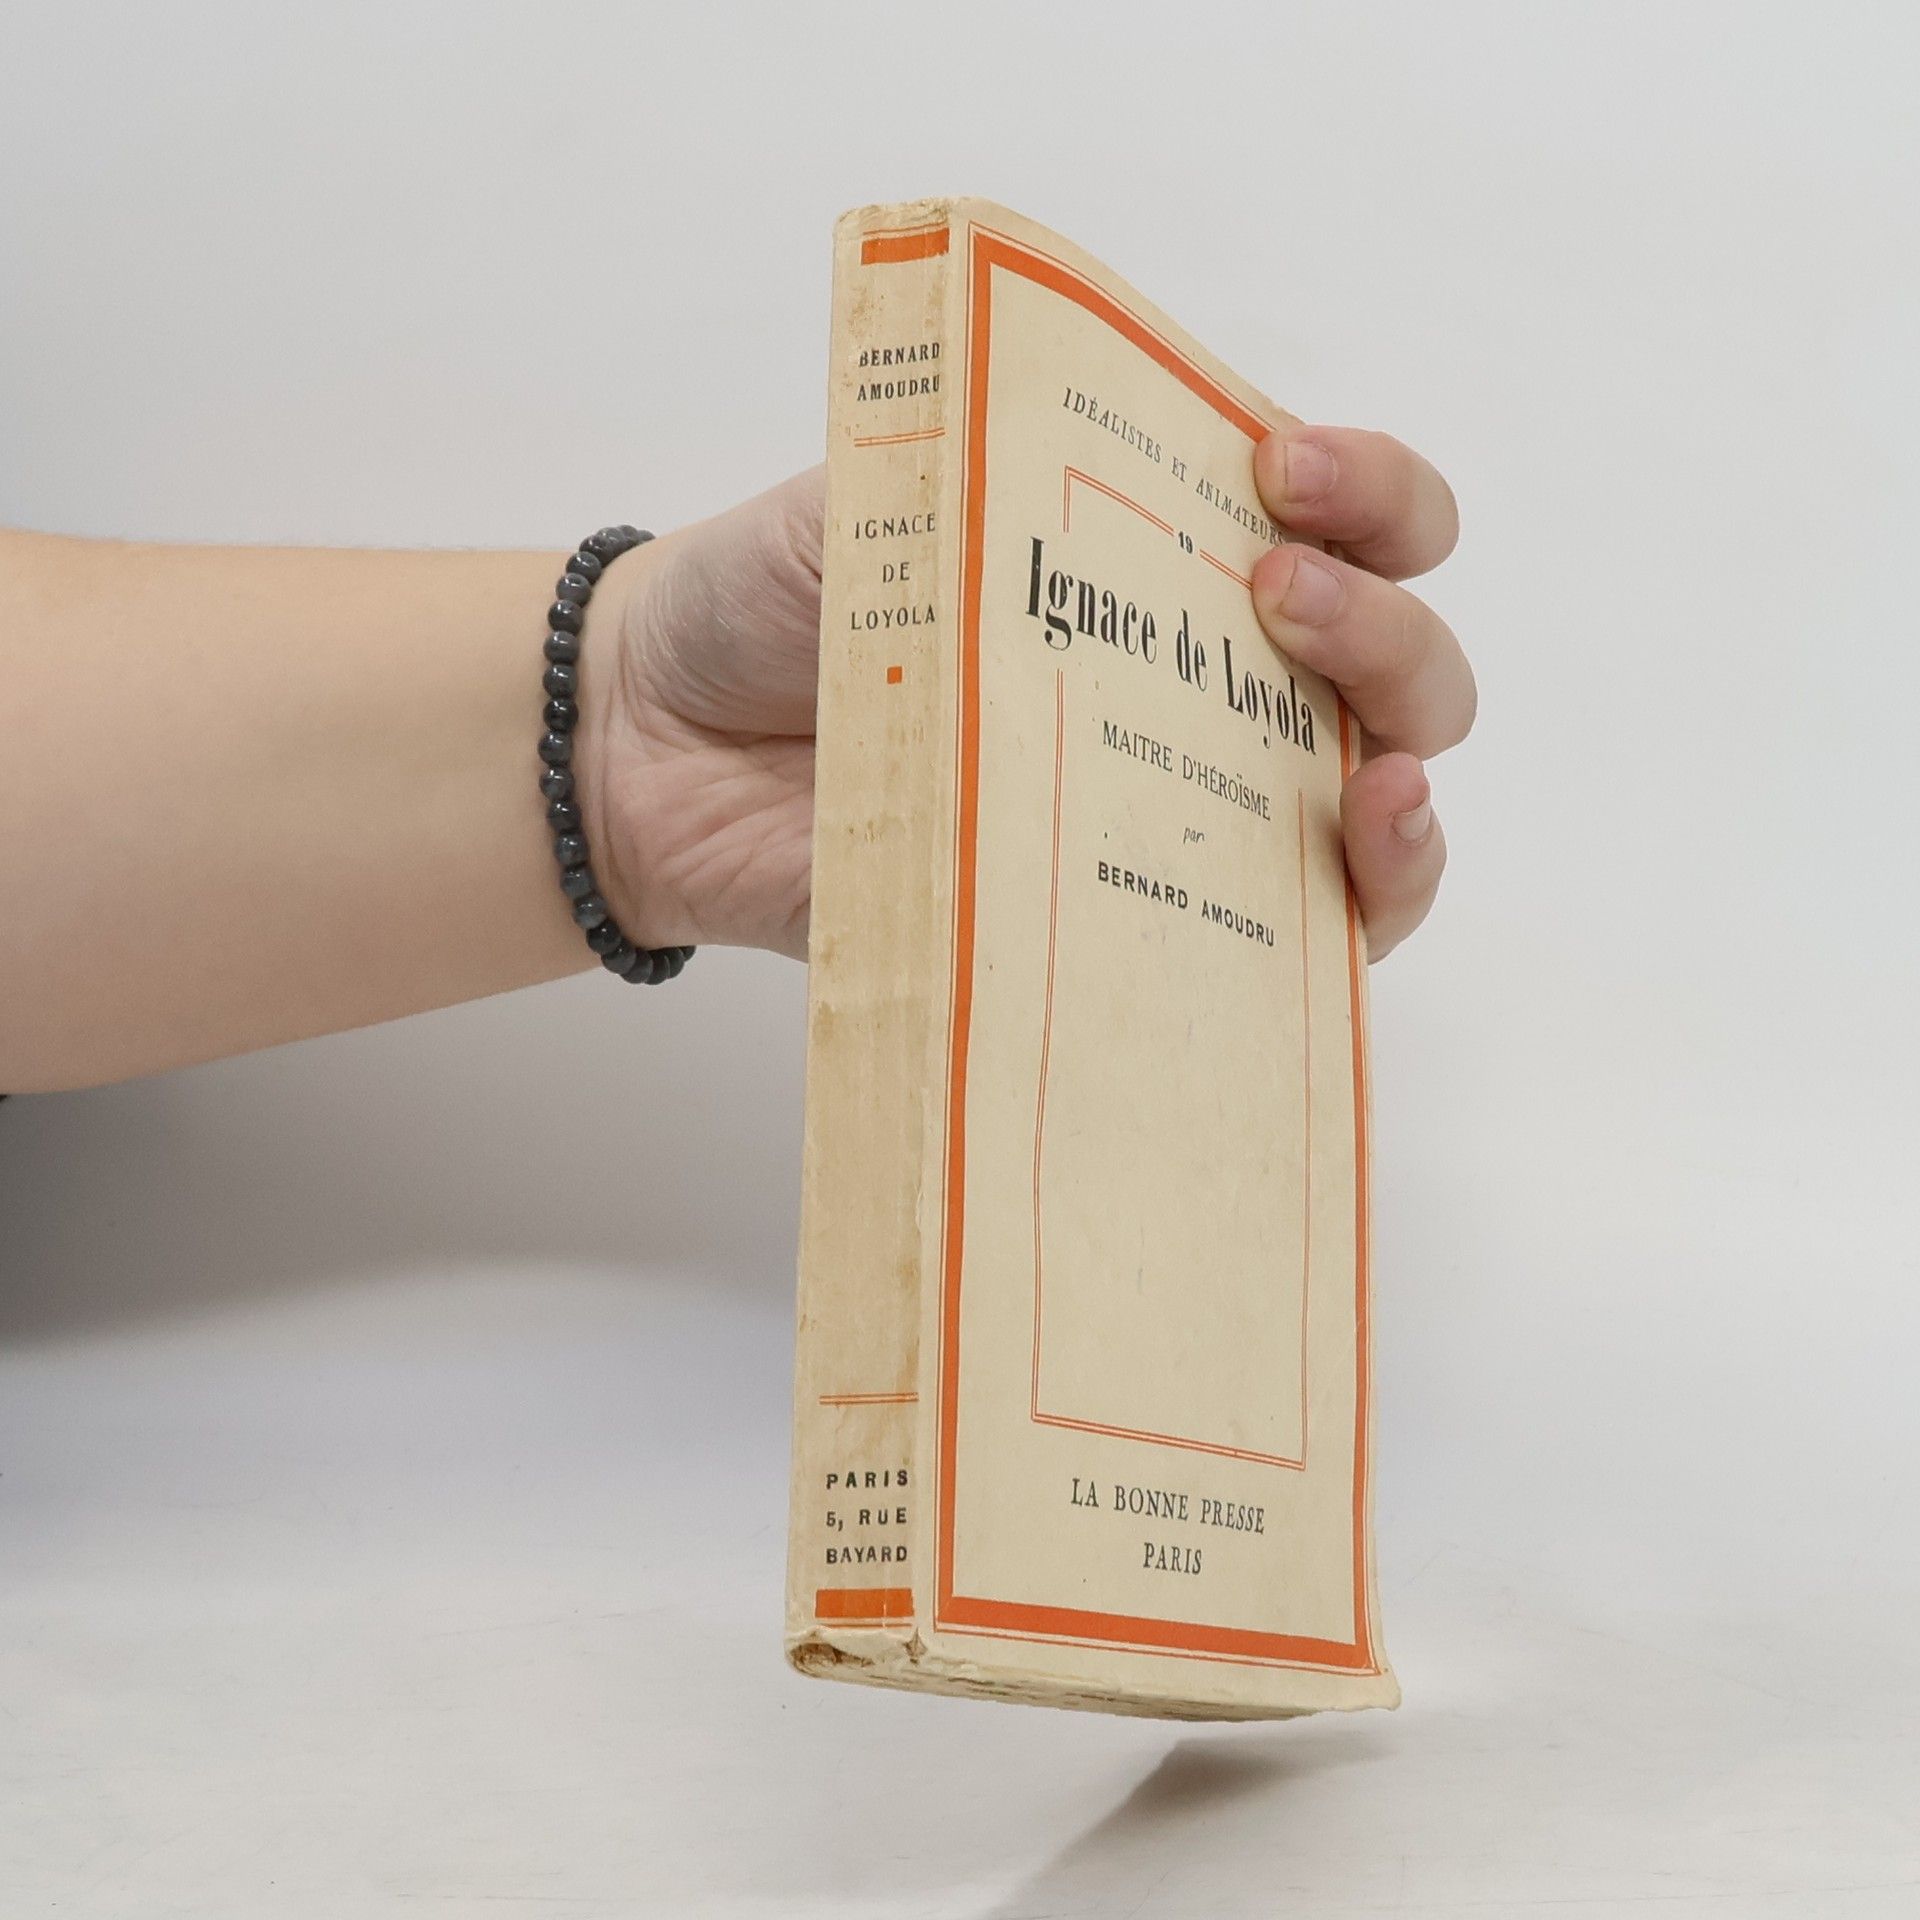 BERNARD
AMOUDRU
IGNACE
DE
LOYOLA
PARIS
5, RUE
BAYARD
IDÉALISTES ET ANIMATEURS
19
Ignace de Loyola
MAITRE D'HÉROÏSME
par
BERNARD AMOUDRU
LA BONNE PRESSE
PARIS